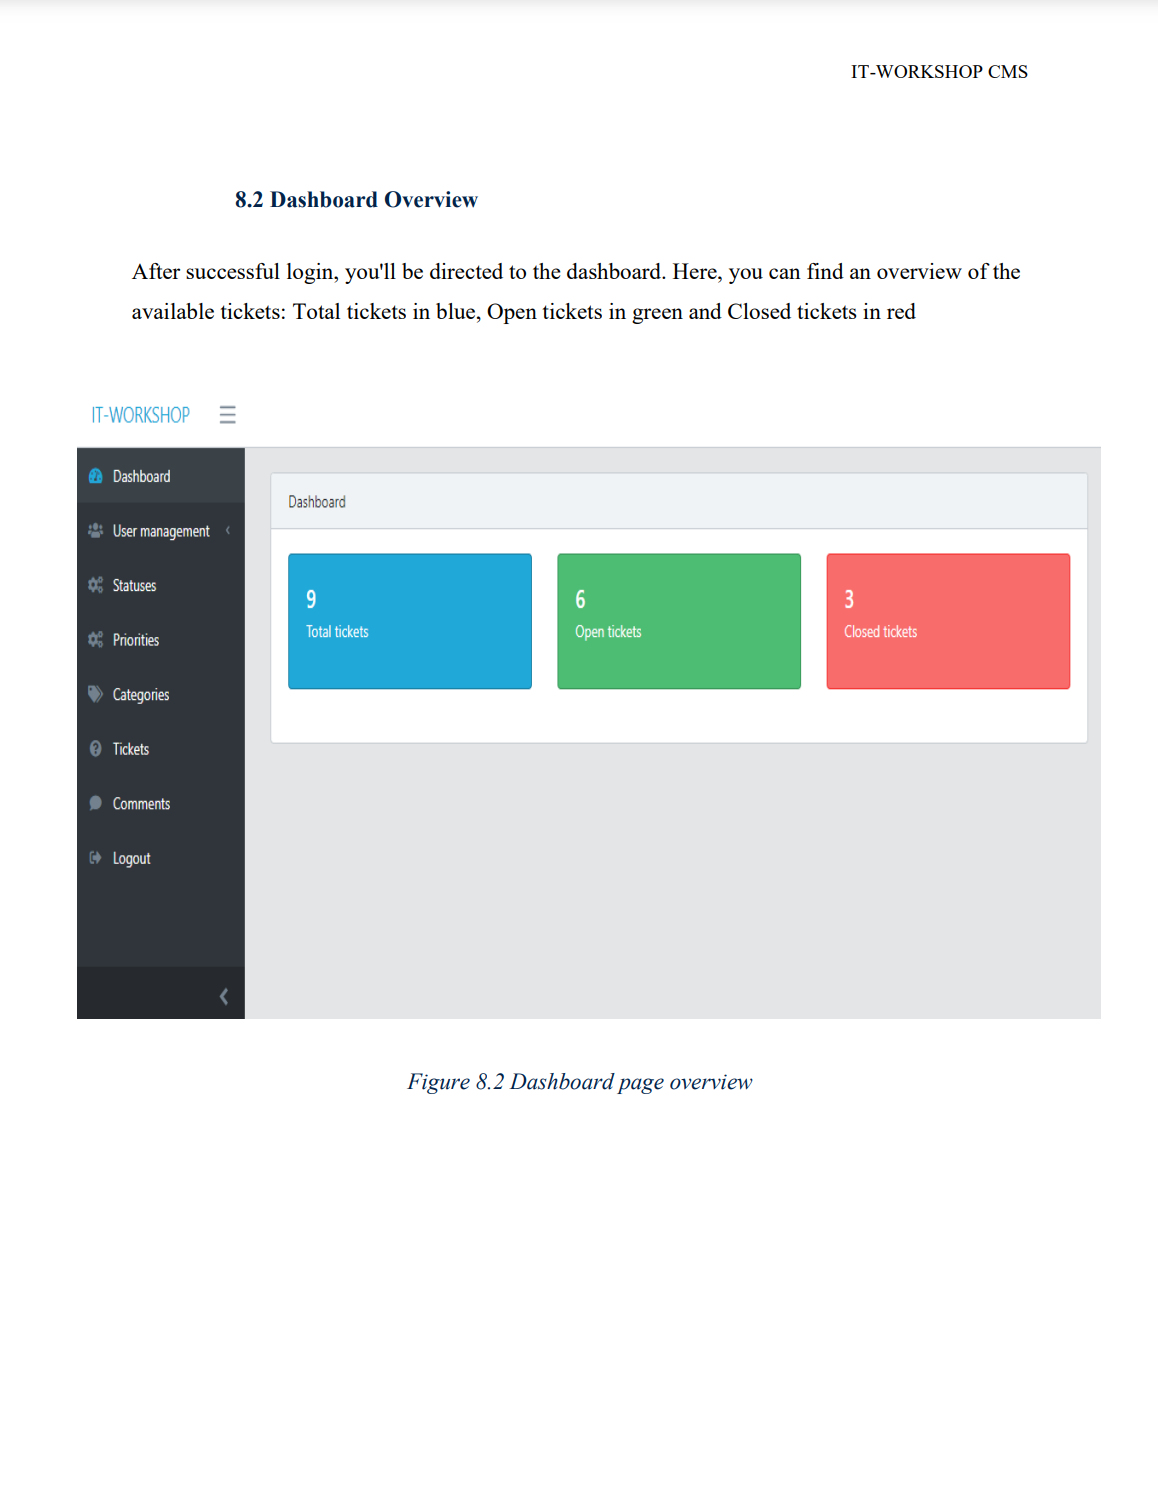 IT-WORKSHOP CMS
8.2 Dashboard Overview
After successful login, you'll be directed to the dashboard. Here, you can find an overview of the
available tickets: Total tickets in blue, Open tickets in green and Closed tickets in red
IT-WORKSHOP
Dashboard
User management
Statuses
Priorities
Categories
Tickets
Comments
Logout
Dashboard
9
Total tickets
6
Open tickets
3
Closed tickets
Figure 8.2 Dashboard page overview